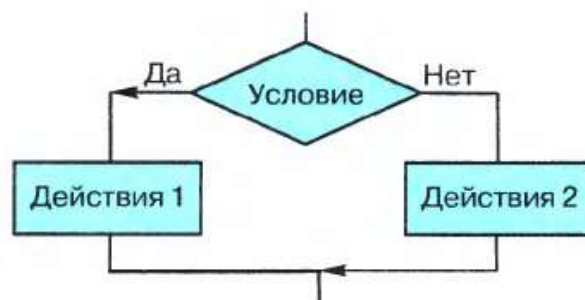 Да
Нет
Условие
Действия 1
Действия 2